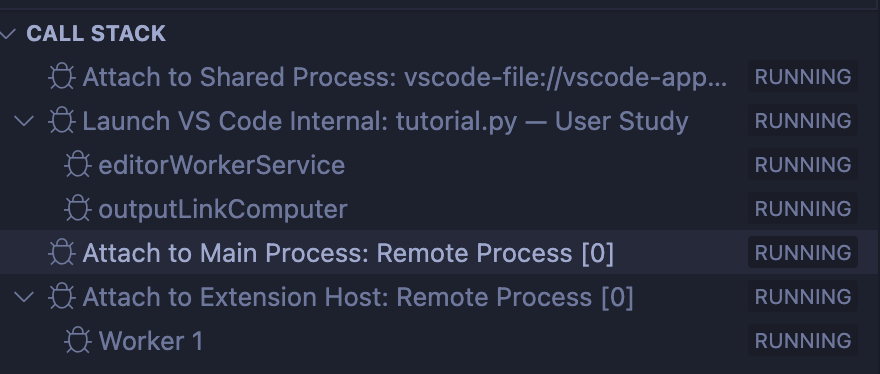 CALL STACK
Attach to Shared Process: vscode-file://vscode-app... RUNNING
Launch VS Code Internal: tutorial.py — User Study RUNNING
editorWorkerService RUNNING
outputLinkComputer RUNNING
Attach to Main Process: Remote Process [0] RUNNING
Attach to Extension Host: Remote Process [0] RUNNING
Worker 1 RUNNING